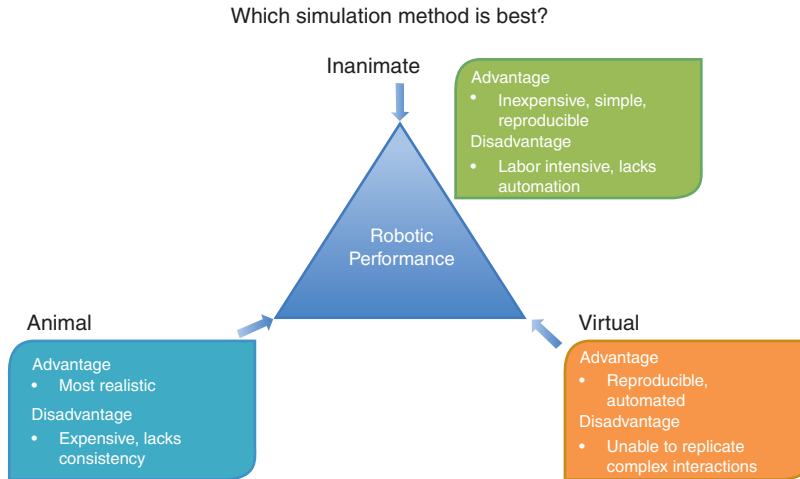 Which simulation method is best?
Inanimate
Advantage
• Inexpensive, simple,
reproducible
Disadvantage
• Labor intensive, lacks
automation
Robotic
Performance
Animal
Advantage
• Most realistic
Disadvantage
• Expensive, lacks
consistency
Virtual
Advantage
• Reproducible,
automated
Disadvantage
• Unable to replicate
complex interactions